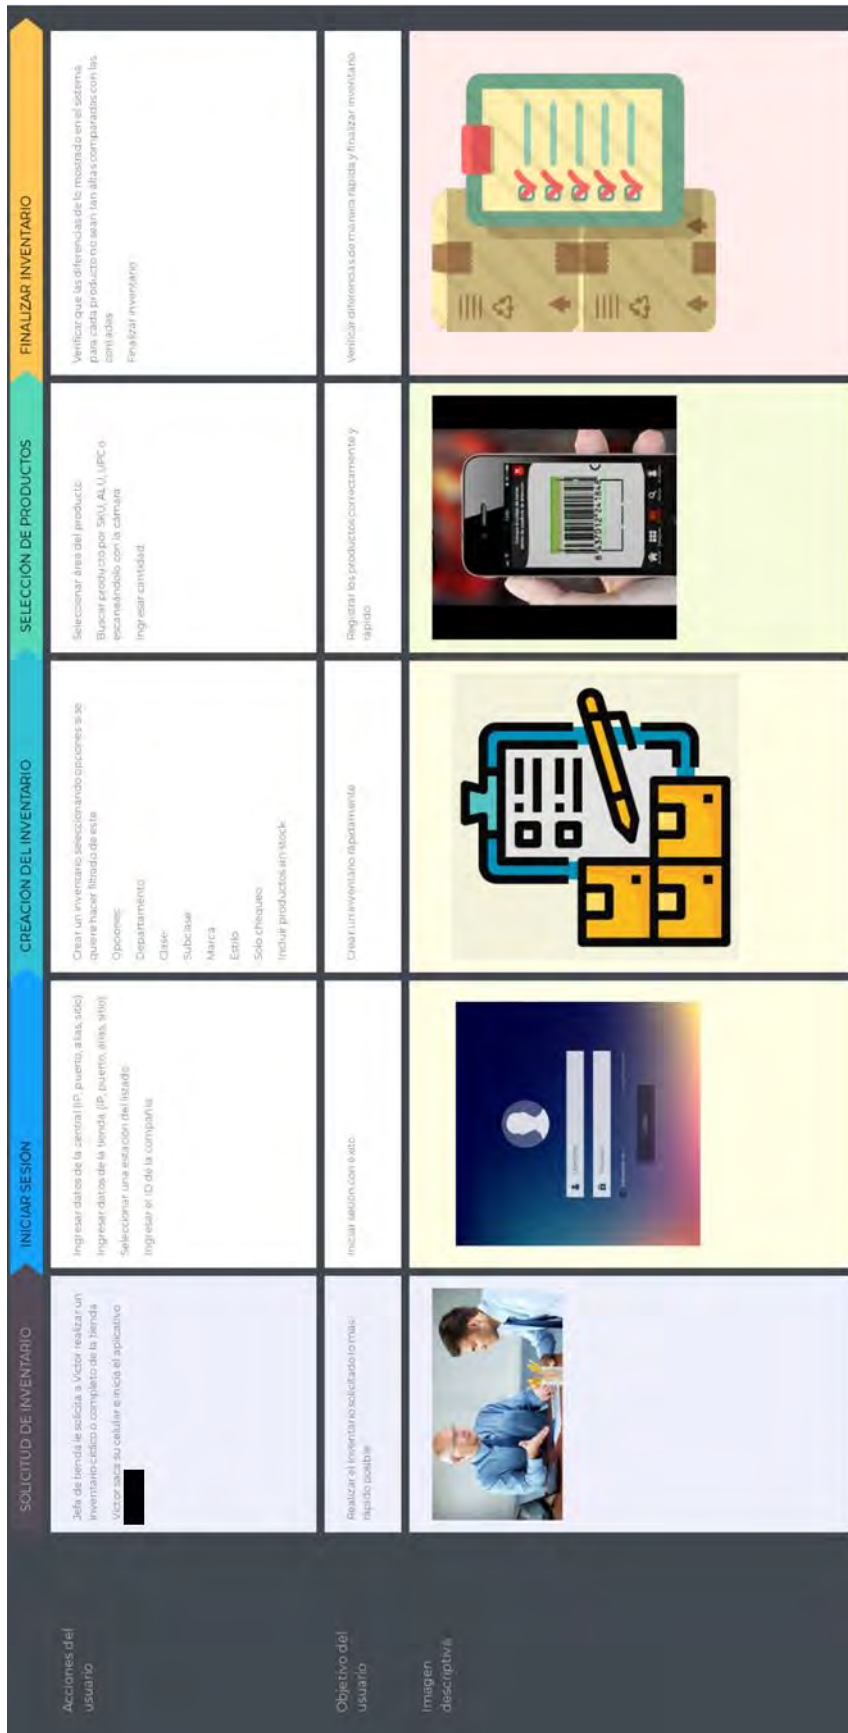 SOLICITUD DE INVENTARIO
INICIAR SESIÓN
CREACIÓN DEL INVENTARIO
SELECCIÓN DE PRODUCTOS
FINALIZAR INVENTARIO
Acciones del
usuario
Jefa de tienda le solicita a Victor realizar un
inventario cíclico o completo de la tienda
Victor saca su celular e inicia el aplicativo
Ingresar datos de la central (IP, puerto, alias, sitio)
Ingresar datos de la tienda (IP, puerto, alias, sitio)
Seleccionar una estación del listado
Ingresar el ID de la compañía
Crear un inventario seleccionando opciones si se
quiere hacer filtrado de este
Opciones:
Departamento
Clase
Subclase
Marca
Estilo
Solo chequeo
Incluir productos sin stock
Seleccionar área del producto
Buscar producto por SKU, ALU, UPC o
escaneándolo con la cámara
Ingresar cantidad
Verificar que las diferencias de lo mostrado en el sistema
para cada producto no sean tan altas comparadas con las
contadas
Finalizar inventario
Objetivo del
usuario
Realizar el inventario solicitado lo más
rápido posible
Iniciar sesión con éxito
Crear un inventario rápidamente
Registrar los productos correctamente y
rápido
Verificar diferencias de manera rápida y finalizar inventario
Imagen
descriptiva